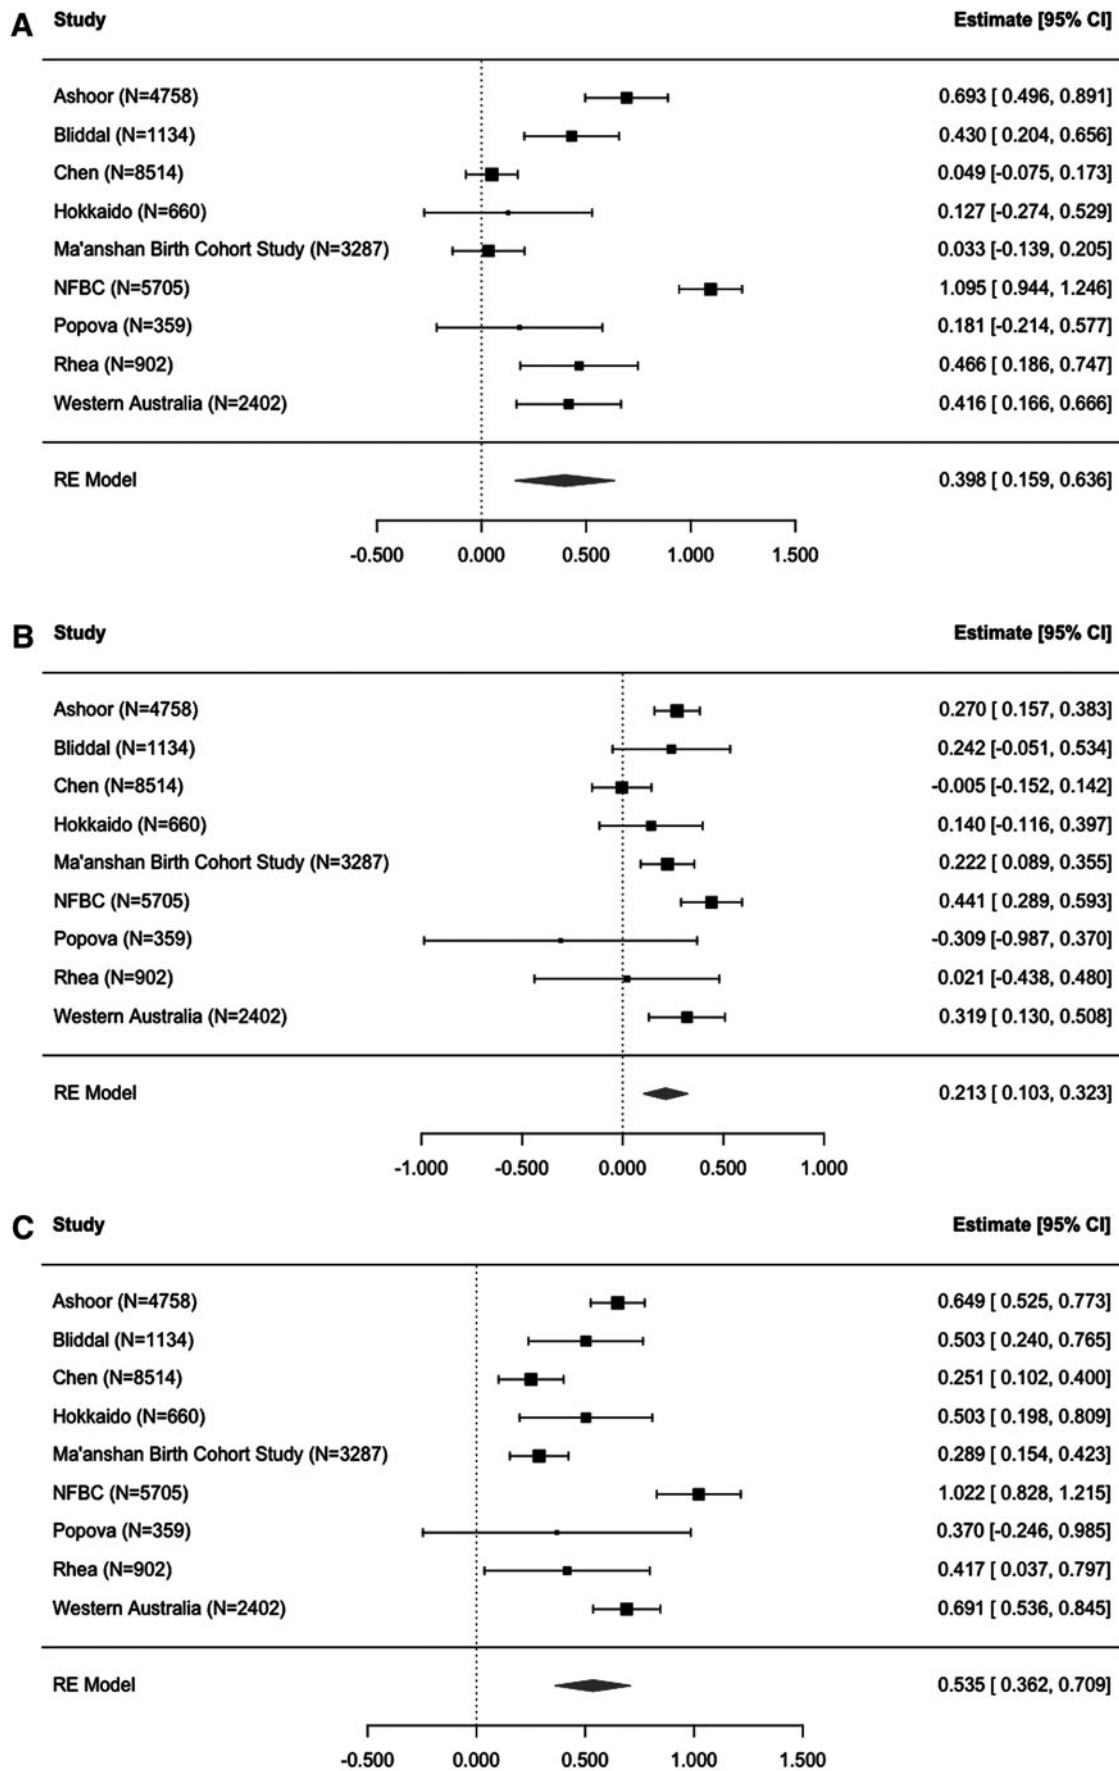 A Study Estimate [95% CI]
Ashoor (N=4758) 0.693 [ 0.496, 0.891]
Bliddal (N=1134) 0.430 [ 0.204, 0.656]
Chen (N=8514) 0.049 [-0.075, 0.173]
Hokkaido (N=660) 0.127 [-0.274, 0.529]
Ma'anshan Birth Cohort Study (N=3287) 0.033 [-0.139, 0.205]
NFBC (N=5705) 1.095 [ 0.944, 1.246]
Popova (N=359) 0.181 [-0.214, 0.577]
Rhea (N=902) 0.466 [ 0.186, 0.747]
Western Australia (N=2402) 0.416 [ 0.166, 0.666]
RE Model 0.398 [ 0.159, 0.636]
-0.500 0.000 0.500 1.000 1.500
B Study Estimate [95% CI]
Ashoor (N=4758) 0.270 [ 0.157, 0.383]
Bliddal (N=1134) 0.242 [-0.051, 0.534]
Chen (N=8514) -0.005 [-0.152, 0.142]
Hokkaido (N=660) 0.140 [-0.116, 0.397]
Ma'anshan Birth Cohort Study (N=3287) 0.222 [ 0.089, 0.355]
NFBC (N=5705) 0.441 [ 0.289, 0.593]
Popova (N=359) -0.309 [-0.987, 0.370]
Rhea (N=902) 0.021 [-0.438, 0.480]
Western Australia (N=2402) 0.319 [ 0.130, 0.508]
RE Model 0.213 [ 0.103, 0.323]
-1.000 -0.500 0.000 0.500 1.000
C Study Estimate [95% CI]
Ashoor (N=4758) 0.649 [ 0.525, 0.773]
Bliddal (N=1134) 0.503 [ 0.240, 0.765]
Chen (N=8514) 0.251 [ 0.102, 0.400]
Hokkaido (N=660) 0.503 [ 0.198, 0.809]
Ma'anshan Birth Cohort Study (N=3287) 0.289 [ 0.154, 0.423]
NFBC (N=5705) 1.022 [ 0.828, 1.215]
Popova (N=359) 0.370 [-0.246, 0.985]
Rhea (N=902) 0.417 [ 0.037, 0.797]
Western Australia (N=2402) 0.691 [ 0.536, 0.845]
RE Model 0.535 [ 0.362, 0.709]
-0.500 0.000 0.500 1.000 1.500